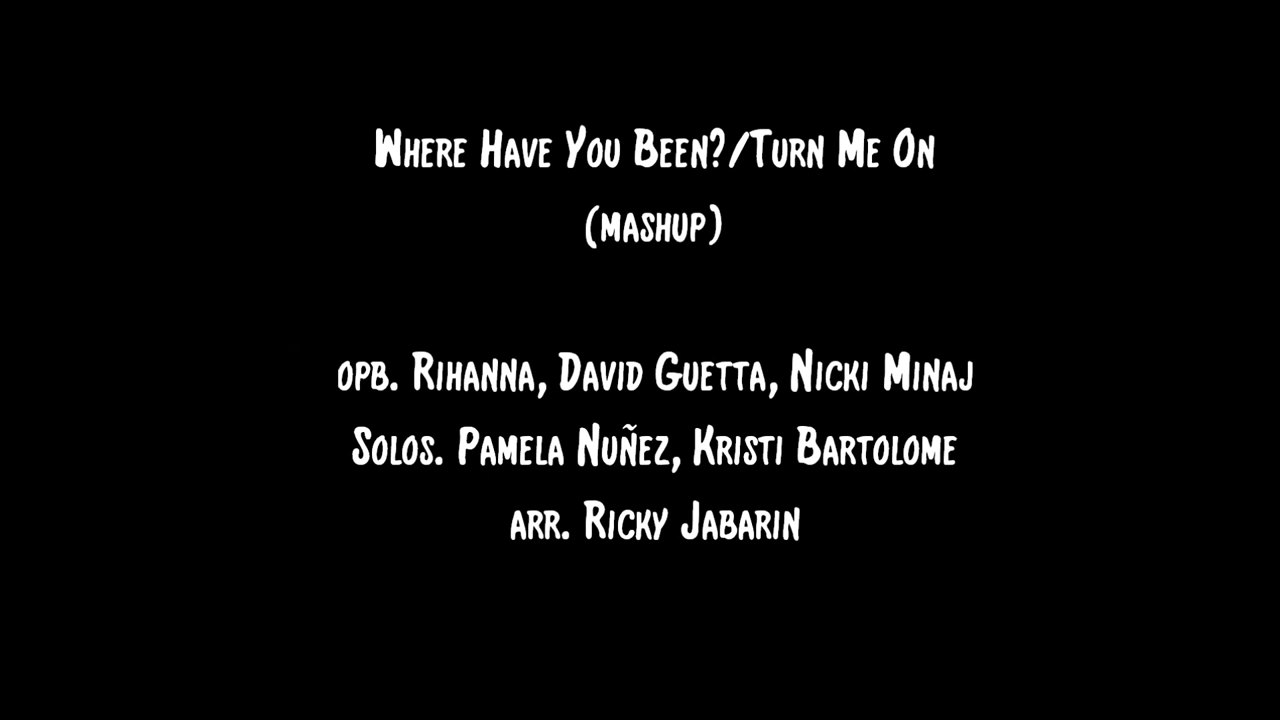 Where Have You Been?/Turn Me On
(mashup)
opb. Rihanna, David Guetta, Nicki Minaj
Solos. Pamela Nuñez, Kristi Bartolome
arr. Ricky Jabarin